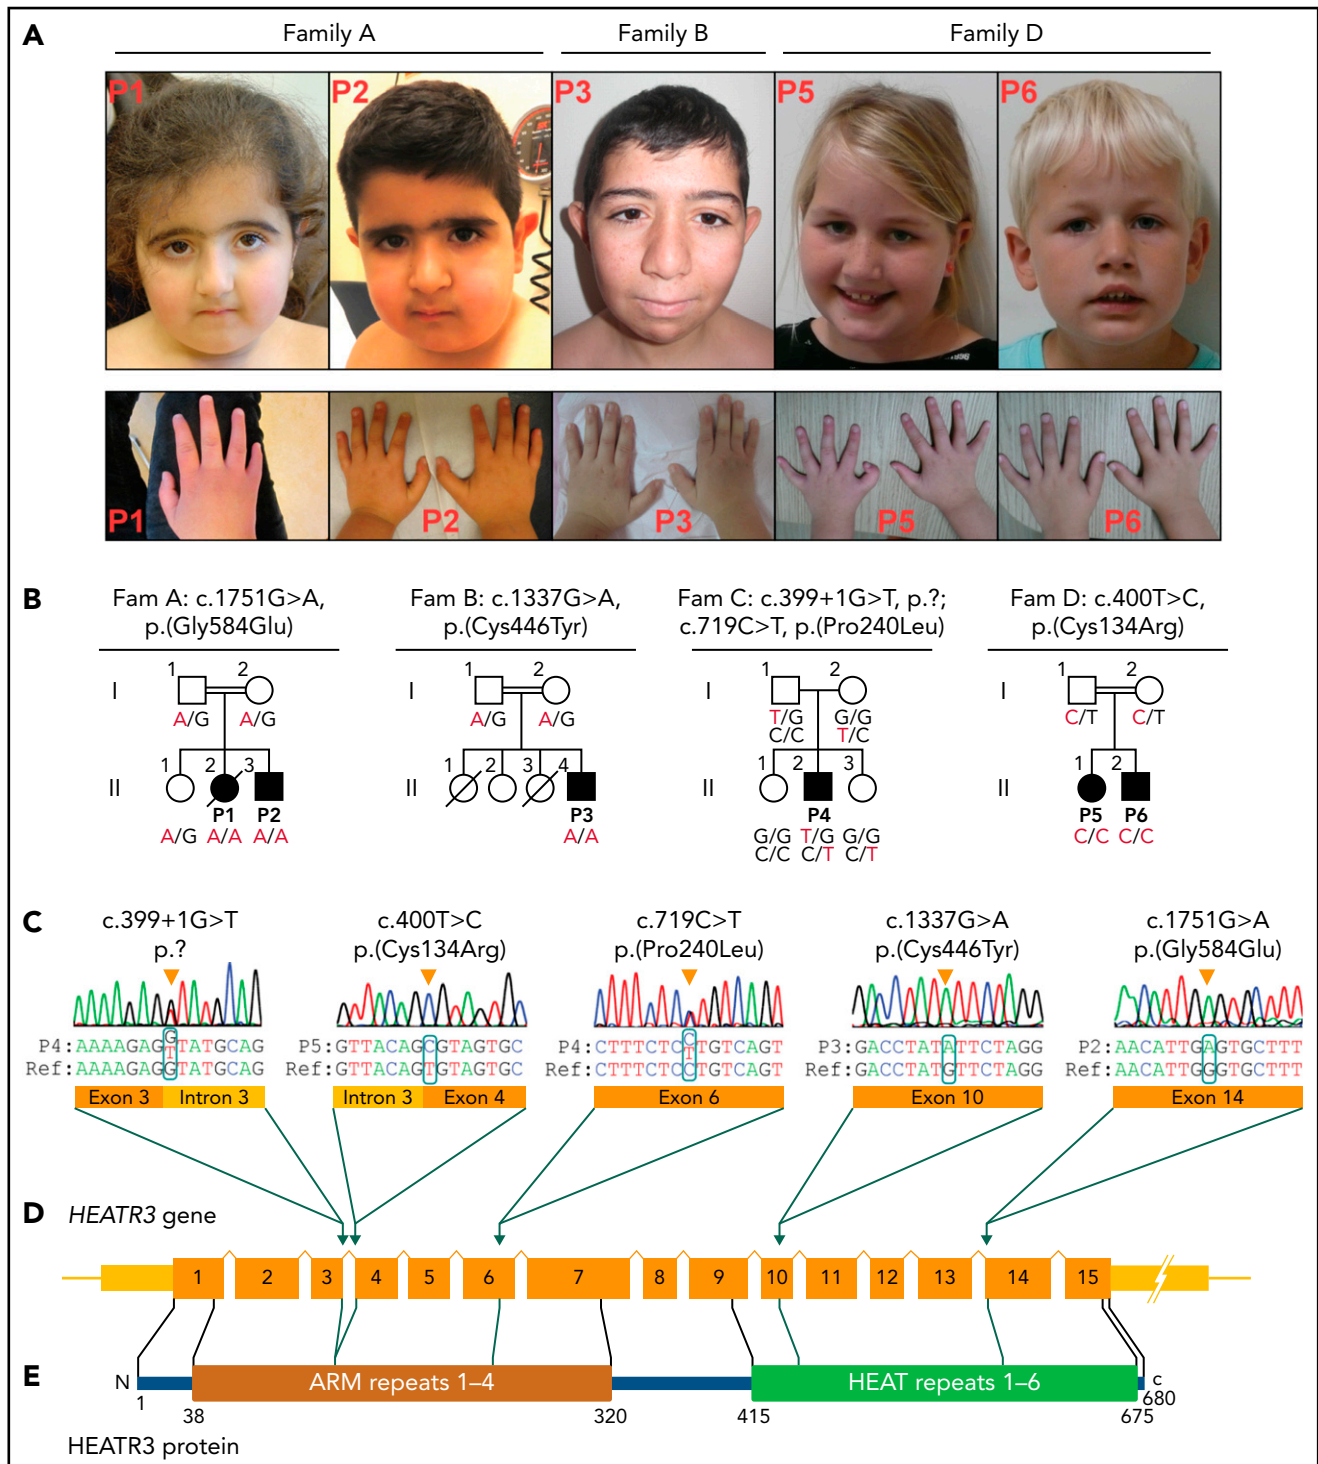 A
Family A
Family B
Family D
P1
P2
P3
P5
P6
P1
P2
P3
P5
P6
B
Fam A: c.1751G>A,
p.(Gly584Glu)
Fam B: c.1337G>A,
p.(Cys446Tyr)
Fam C: c.399+1G>T, p.?;
c.719C>T, p.(Pro240Leu)
Fam D: c.400T>C,
p.(Cys134Arg)
I
1
2
A/G
A/G
II
1
2
3
P1
P2
A/G
A/A
A/A
I
1
2
A/G
A/G
II
1
2
3
4
P3
A/A
I
1
2
T/G
G/G
C/C
T/C
II
1
2
3
P4
G/G
T/G
G/G
C/C
C/T
C/T
I
1
2
C/T
C/T
II
1
2
P5
P6
C/C
C/C
C
c.399+1G>T
p.?
P4:AAAAGAG
G
T
TATGCAG
Ref:AAAAGAGGTATGCAG
Exon 3
Intron 3
c.400T>C
p.(Cys134Arg)
P5:GTTACAGCGTAGTGC
Ref:GTTACAGTGTAGTGC
Intron 3
Exon 4
c.719C>T
p.(Pro240Leu)
P4:CTTTCTC
C
T
TGTCAGT
Ref:CTTTCTCCTGTCAGT
Exon 6
c.1337G>A
p.(Cys446Tyr)
P3:GACCTATATTCTAGG
Ref:GACCTATGTTCTAGG
Exon 10
c.1751G>A
p.(Gly584Glu)
P2:AACATTGAGTGCTTT
Ref:AACATTGGGTGCTTT
Exon 14
D
HEATR3 gene
1
2
3
4
5
6
7
8
9
10
11
12
13
14
15
E
N
ARM repeats 1–4
HEAT repeats 1–6
c
1
38
320
415
675
680
HEATR3 protein